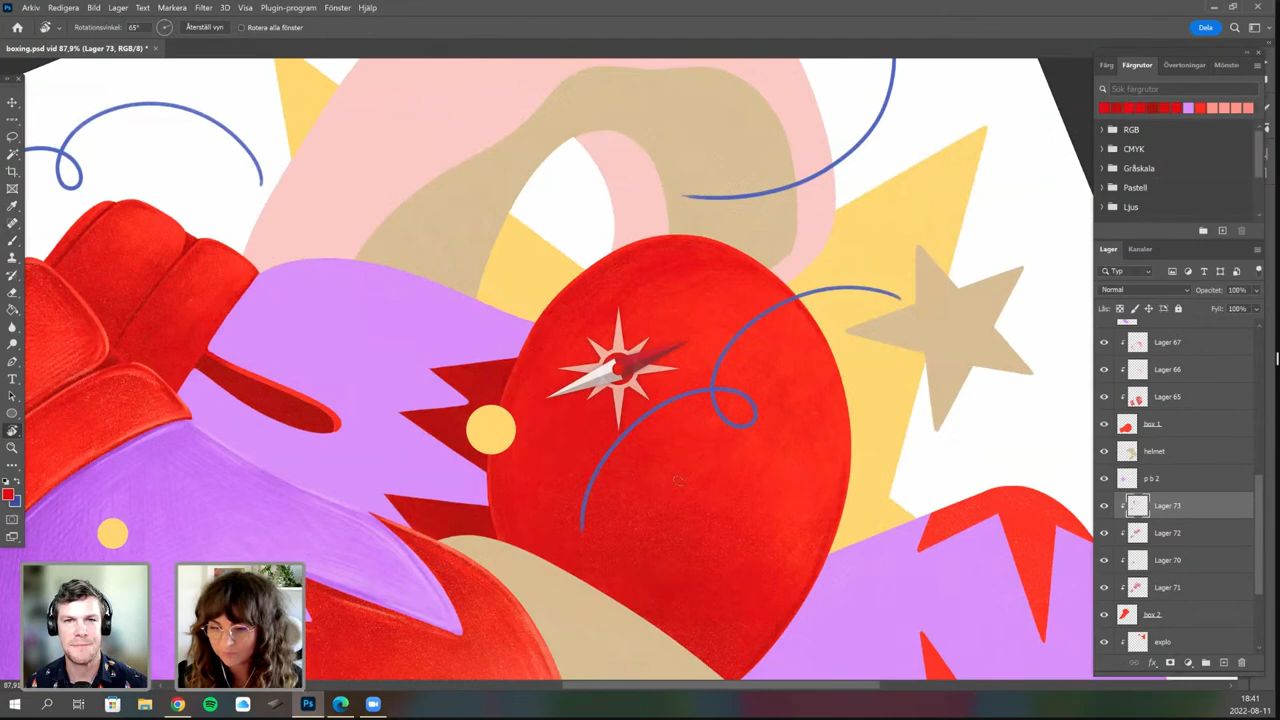 Arkiv Redigera Bild Lager Text Markera Filter 3D Visa Plugin-program Fönster Hjälp
Rotationsvinkel: 65° Återställ vyn Rotera alla fönster Dela
boxing.psd vid 87,9% (Lager 73, RGB/8) *
Färg Färgrutor Övertoningar Mönste
Sök färgrutor
RGB
CMYK
Gråskala
Pastell
Ljus
Lager Kanaler
Typ
Normal Opacitet: 100%
Lås: Fyll: 100%
Lager 67
Lager 66
Lager 65
box 1
helmet
p b 2
Lager 73
Lager 72
Lager 70
Lager 71
box 2
explo
87,91
18:41
2022-08-11